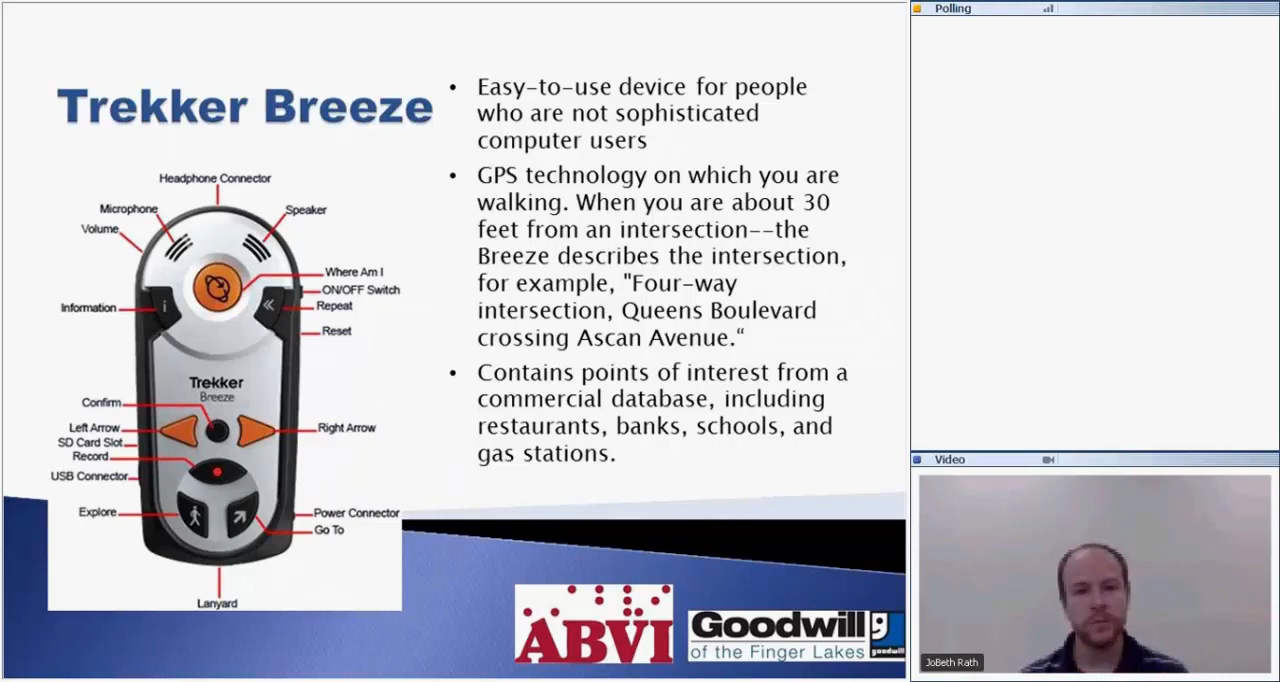 Trekker Breeze
Headphone Connector
Microphone
Speaker
Volume
Where Am I
ON/OFF Switch
Information
i
«
Repeat
Reset
Trekker
Breeze
Confirm
Left Arrow
Right Arrow
SD Card Slot
Record
USB Connector
Explore
Power Connector
Go To
Lanyard
• Easy-to-use device for people
who are not sophisticated
computer users
• GPS technology on which you are
walking. When you are about 30
feet from an intersection--the
Breeze describes the intersection,
for example, "Four-way
intersection, Queens Boulevard
crossing Ascan Avenue.“
• Contains points of interest from a
commercial database, including
restaurants, banks, schools, and
gas stations.
ABVI
Goodwill
of the Finger Lakes
goodwill
Polling
Video
JoBeth Rath